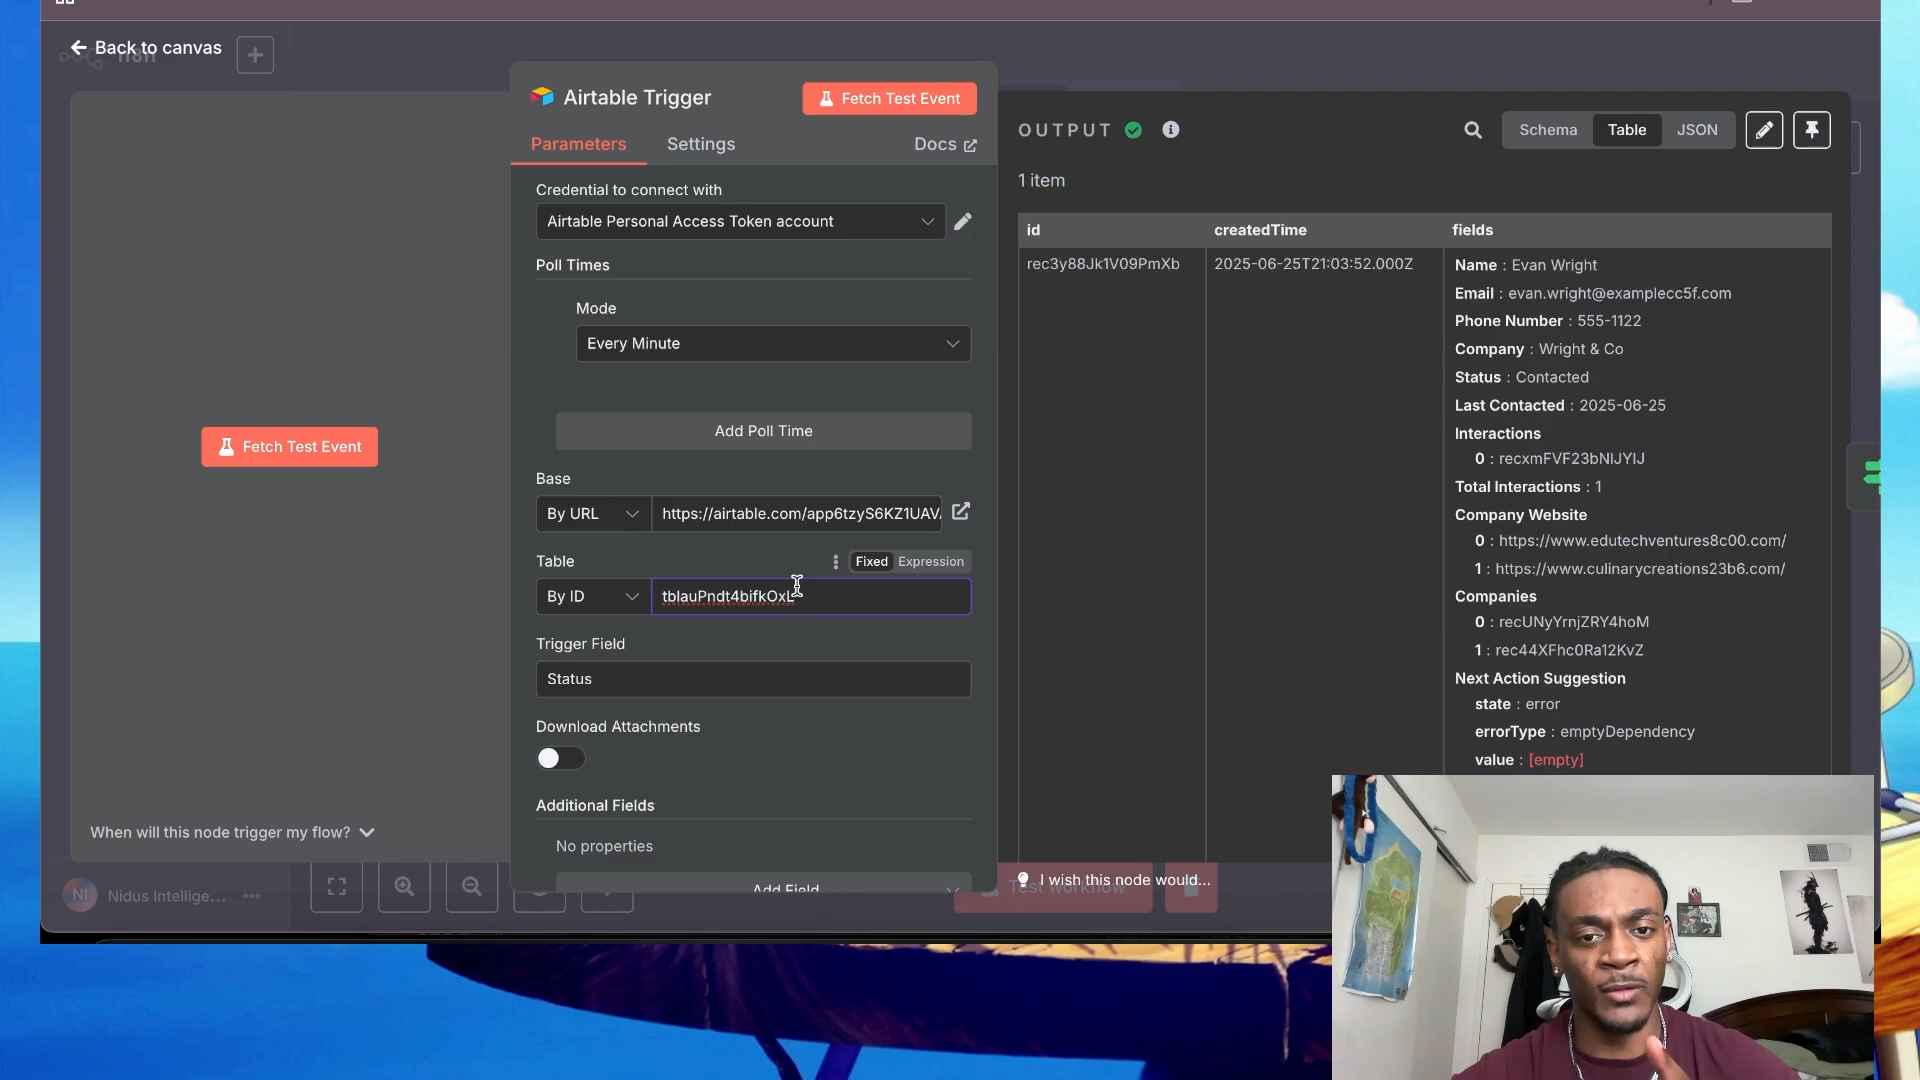 Back to canvas
Airtable Trigger
Fetch Test Event
Parameters
Settings
Docs
Credential to connect with
Airtable Personal Access Token account
Poll Times
Mode
Every Minute
Fetch Test Event
Add Poll Time
Base
By URL
https://airtable.com/app6tzyS6KZ1UAV
Table
Fixed
Expression
By ID
tblauPndt4bifkOxL
Trigger Field
Status
Download Attachments
Additional Fields
No properties
Add Field
When will this node trigger my flow?
NI
Nidus Intellige...
OUTPUT
Schema
Table
JSON
1 item
id
createdTime
fields
rec3y88Jk1V09PmXb
2025-06-25T21:03:52.000Z
Name : Evan Wright
Email : evan.wright@examplecc5f.com
Phone Number : 555-1122
Company : Wright & Co
Status : Contacted
Last Contacted : 2025-06-25
Interactions
0 : recxmFVF23bNIJYIJ
Total Interactions : 1
Company Website
0 : https://www.edutechventures8c00.com/
1 : https://www.culinarycreations23b6.com/
Companies
0 : recUNyYrnjZRY4hoM
1 : rec44XFhc0Ra12KvZ
Next Action Suggestion
state : error
errorType : emptyDependency
value : [empty]
I wish this node would...